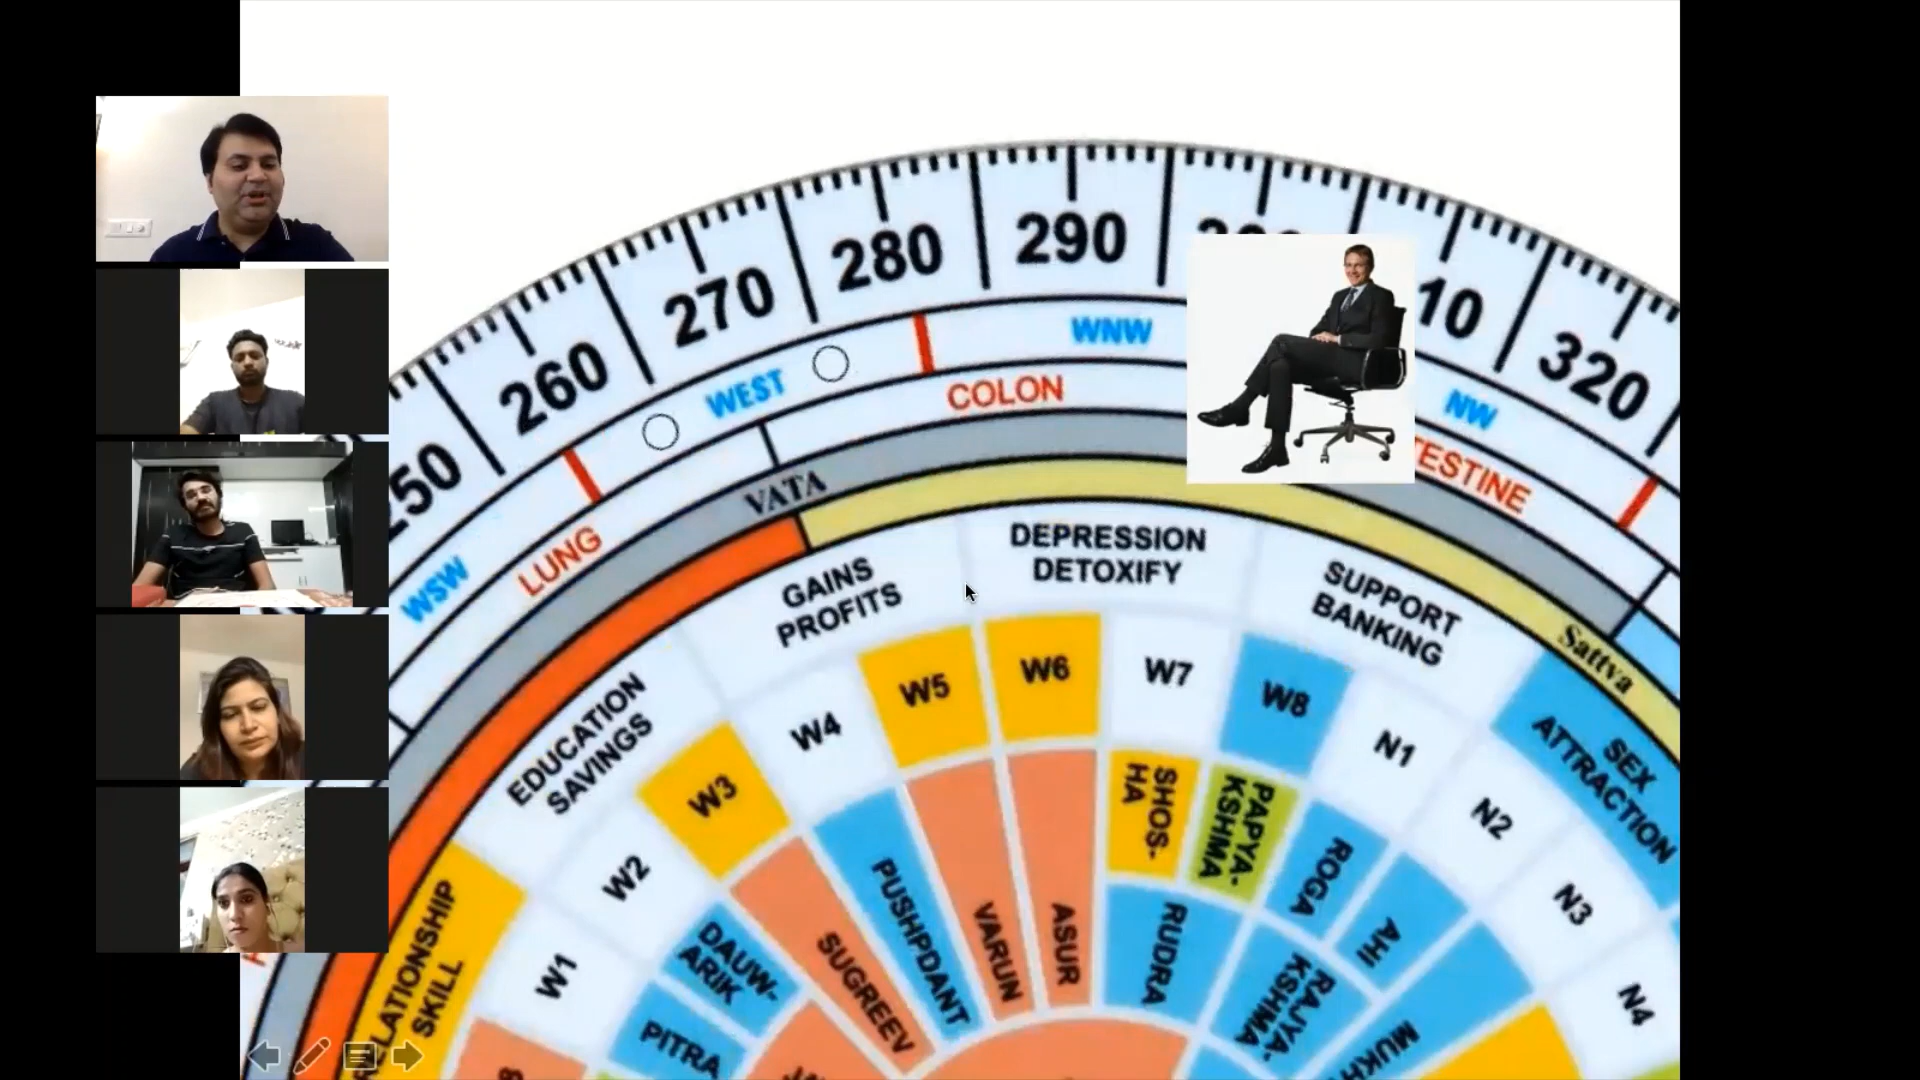 250
260
270
280
290
10
320
WSW
WEST
WNW
NW
LUNG
COLON
TESTINE
VATA
Sattva
RELATIONSHIP
SKILL
EDUCATION
SAVINGS
GAINS
PROFITS
DEPRESSION
DETOXIFY
SUPPORT
BANKING
SEX
ATTRACTION
W1
W2
W3
W4
W5
W6
W7
W8
N1
N2
N3
N4
PITRA
DAUW-
ARIK
SUGREEV
PUSHPDANT
VARUN
ASUR
SHOS-
HA
PAPYA-
KSHMA
ROGA
AHI
RUDRA
RAJYA-
KSHMA
MUKH